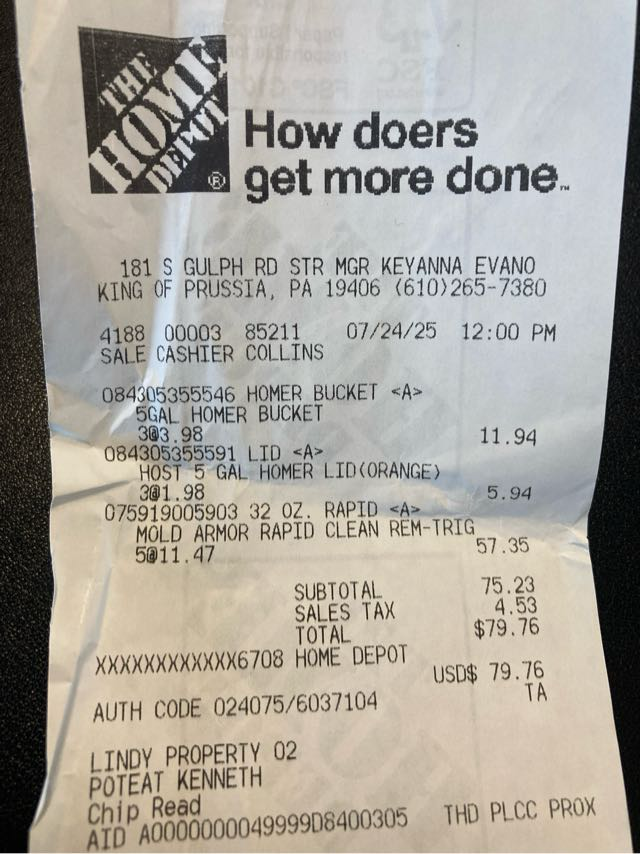 THE
HOME
DEPOT
®
How doers
get more done.™
181 S GULPH RD STR MGR KEYANNA EVANO
KING OF PRUSSIA, PA 19406 (610)265-7380
4188 00003 85211 07/24/25 12:00 PM
SALE CASHIER COLLINS
084305355546 HOMER BUCKET <A>
5GAL HOMER BUCKET
3@3.98 11.94
084305355591 LID <A>
HOST 5 GAL HOMER LID(ORANGE)
3@1.98 5.94
075919005903 32 OZ. RAPID <A>
MOLD ARMOR RAPID CLEAN REM-TRIG
5@11.47 57.35
SUBTOTAL 75.23
SALES TAX 4.53
TOTAL $79.76
XXXXXXXXXXXX6708 HOME DEPOT
USD$ 79.76
AUTH CODE 024075/6037104 TA
LINDY PROPERTY 02
POTEAT KENNETH
Chip Read
AID A0000000049999D8400305 THD PLCC PROX